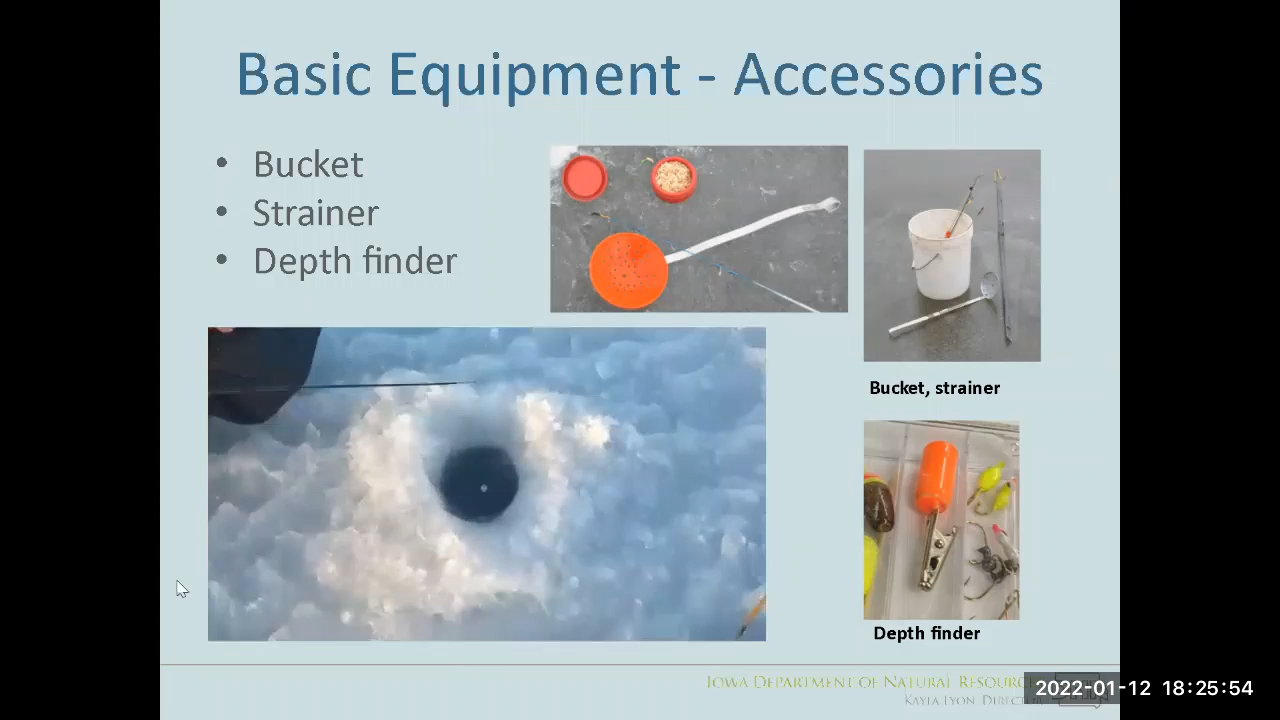 Basic Equipment - Accessories
• Bucket
• Strainer
• Depth finder
Bucket, strainer
Depth finder
Iowa Department of Natural
Kayla Lyon, Director
2022-01-12 18:25:54